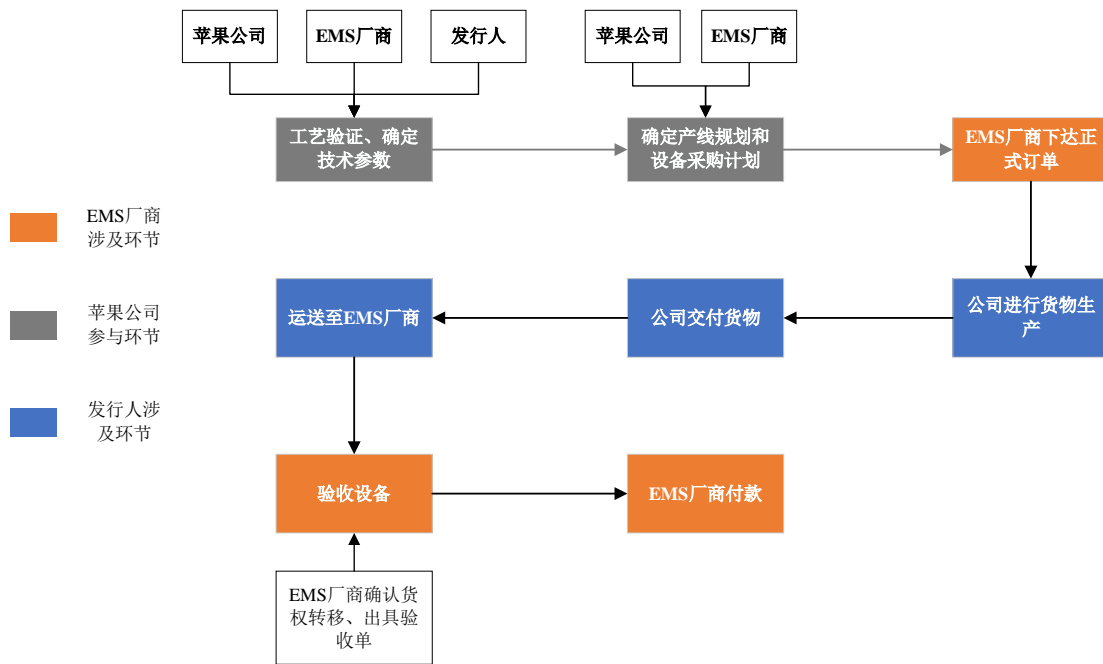 苹果公司
EMS厂商
发行人
苹果公司
EMS厂商
工艺验证、确定
技术参数
确定产线规划和
设备采购计划
EMS厂商下达正
式订单
EMS厂商
涉及环节
苹果公司
参与环节
发行人涉
及环节
运送至EMS厂商
公司交付货物
公司进行货物生
产
验收设备
EMS厂商付款
EMS厂商确认货
权转移、出具验
收单